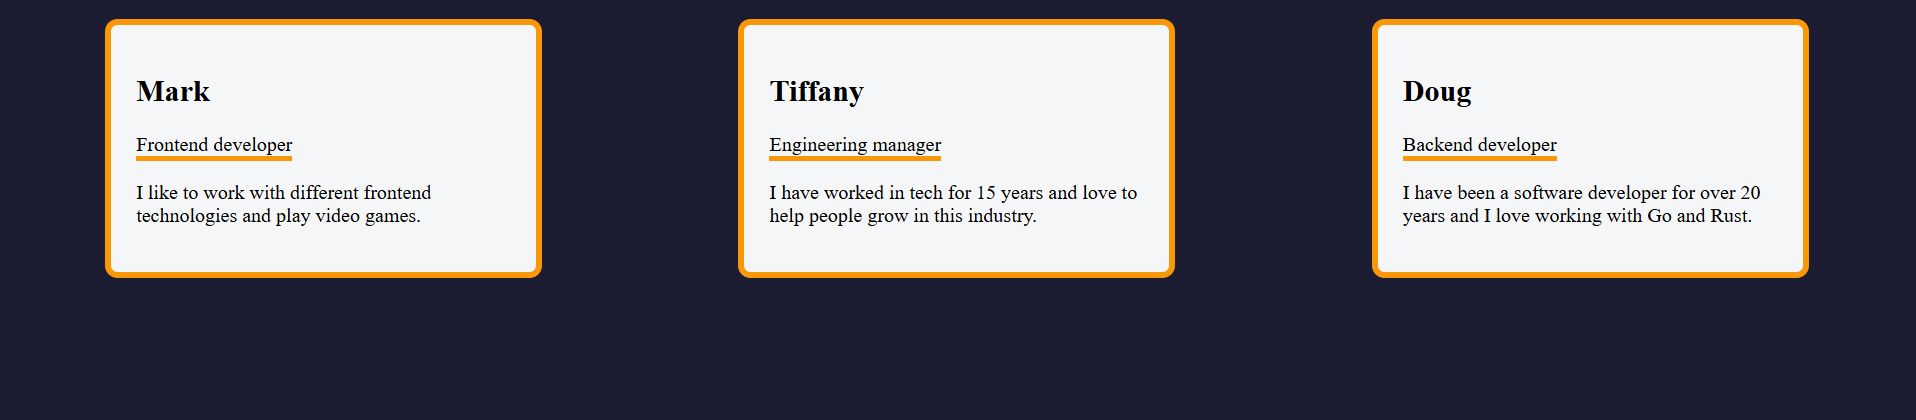 Mark
Frontend developer
I like to work with different frontend
technologies and play video games.
Tiffany
Engineering manager
I have worked in tech for 15 years and love to
help people grow in this industry.
Doug
Backend developer
I have been a software developer for over 20
years and I love working with Go and Rust.